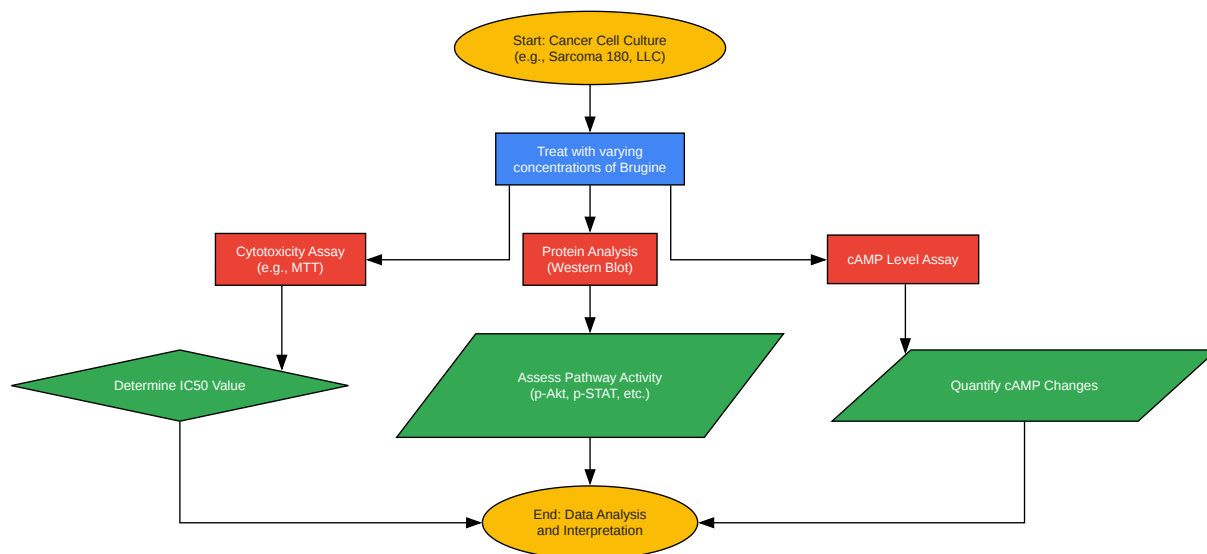 Start: Cancer Cell Culture
(e.g., Sarcoma 180, LLC)
Treat with varying
concentrations of Brugine
Cytotoxicity Assay
(e.g., MTT)
Protein Analysis
(Western Blot)
cAMP Level Assay
Determine IC50 Value
Assess Pathway Activity
(p-Akt, p-STAT, etc.)
Quantify cAMP Changes
End: Data Analysis
and Interpretation